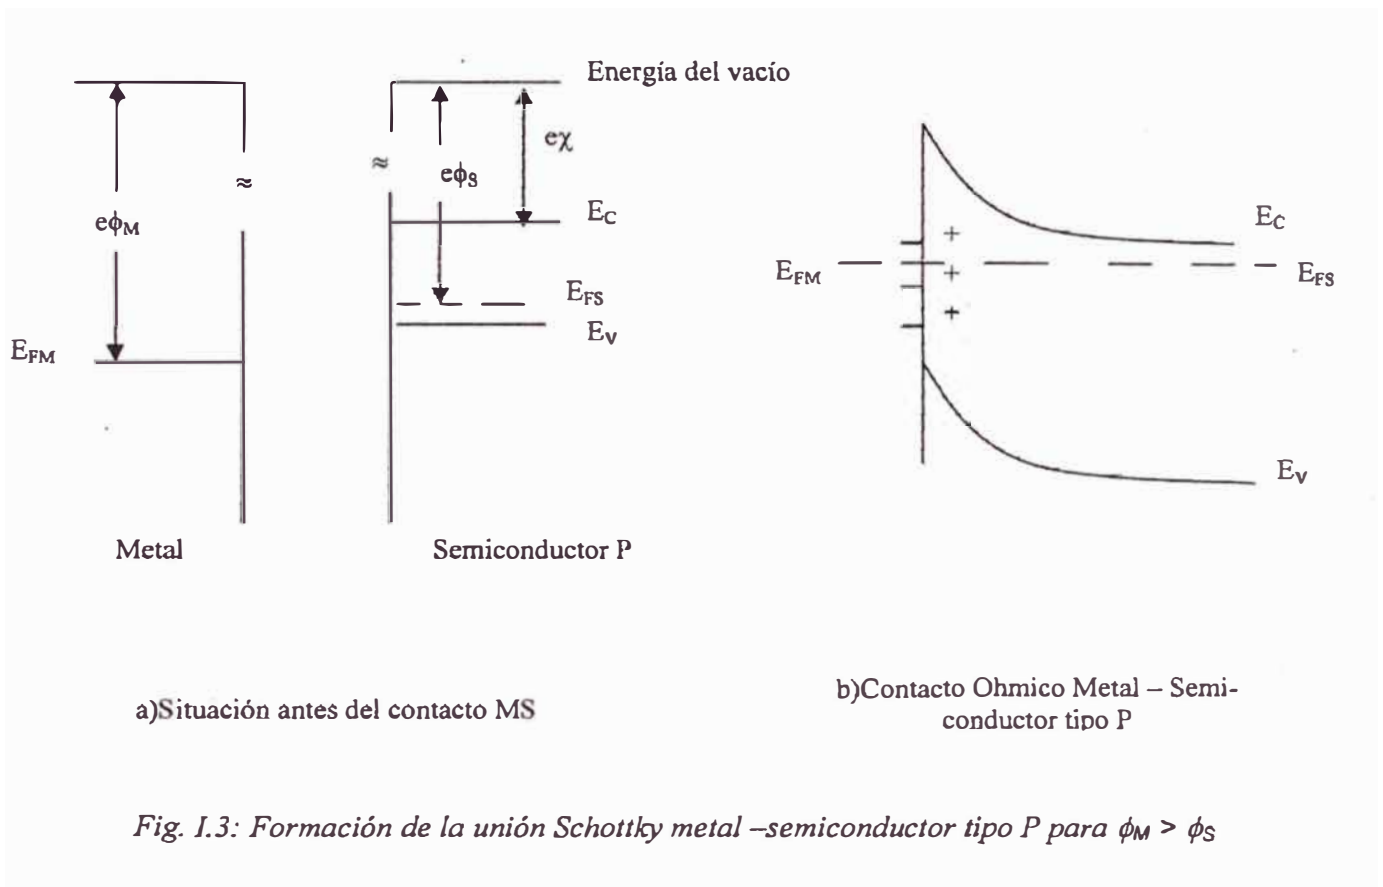 Energía del vacío
eχ
eϕS
eϕM
EC
EFS
EV
EFM
Metal
Semiconductor P
≈
≈
EC
EFM
EFS
+
+
+
EV
a)Situación antes del contacto MS
b)Contacto Ohmico Metal – Semi-
conductor tipo P
Fig. I.3: Formación de la unión Schottky metal –semiconductor tipo P para ϕM > ϕS